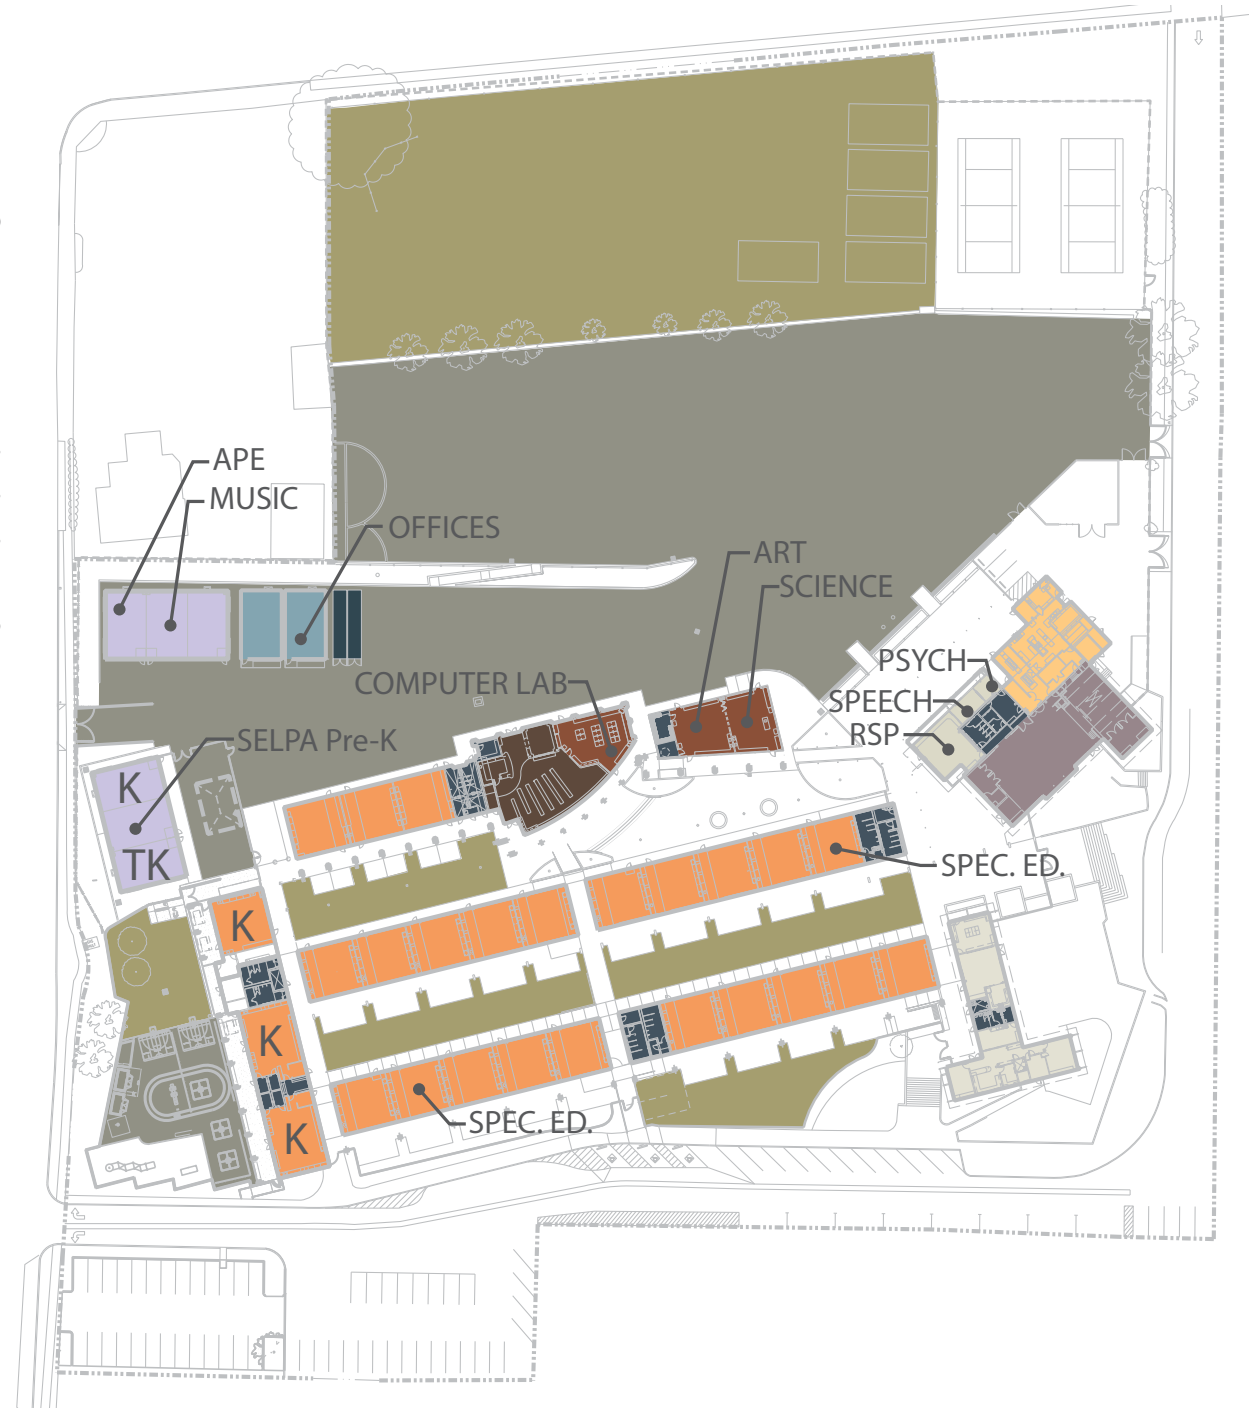 APE
MUSIC
OFFICES
ART
SCIENCE
PSYCH
COMPUTER LAB
SPEECH
RSP
SELPA Pre-K
K
TK
SPEC. ED.
K
K
SPEC. ED.
K